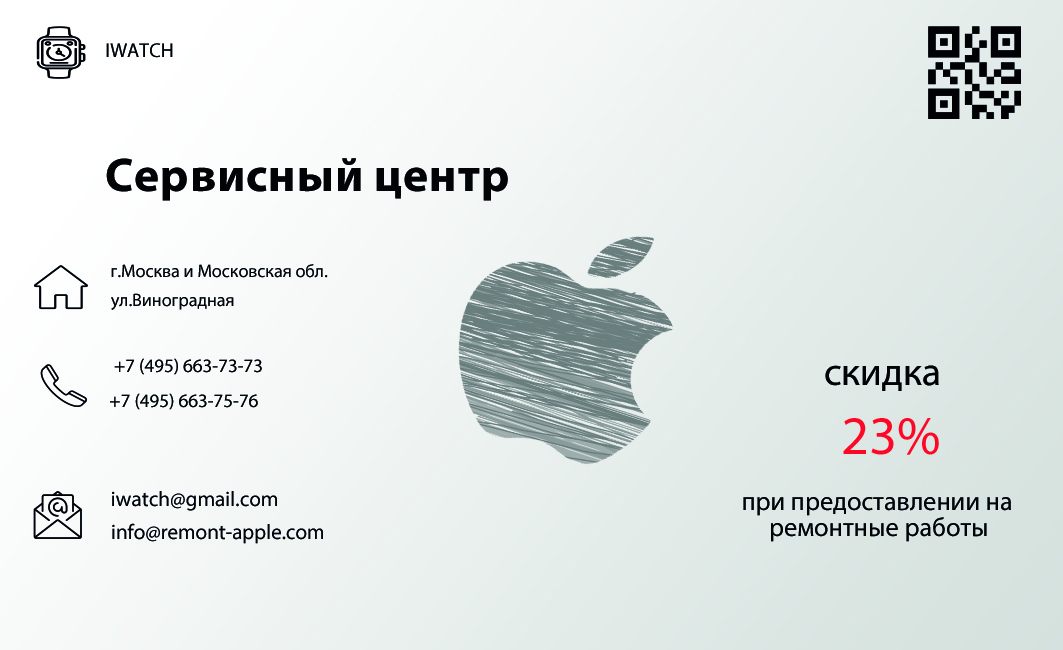 IWATCH
Сервисный центр
г.Москва и Московская обл.
ул.Виноградная
+7 (495) 663-73-73
+7 (495) 663-75-76
iwatch@gmail.com
info@remont-apple.com
скидка
23%
при предоставлении на
ремонтные работы